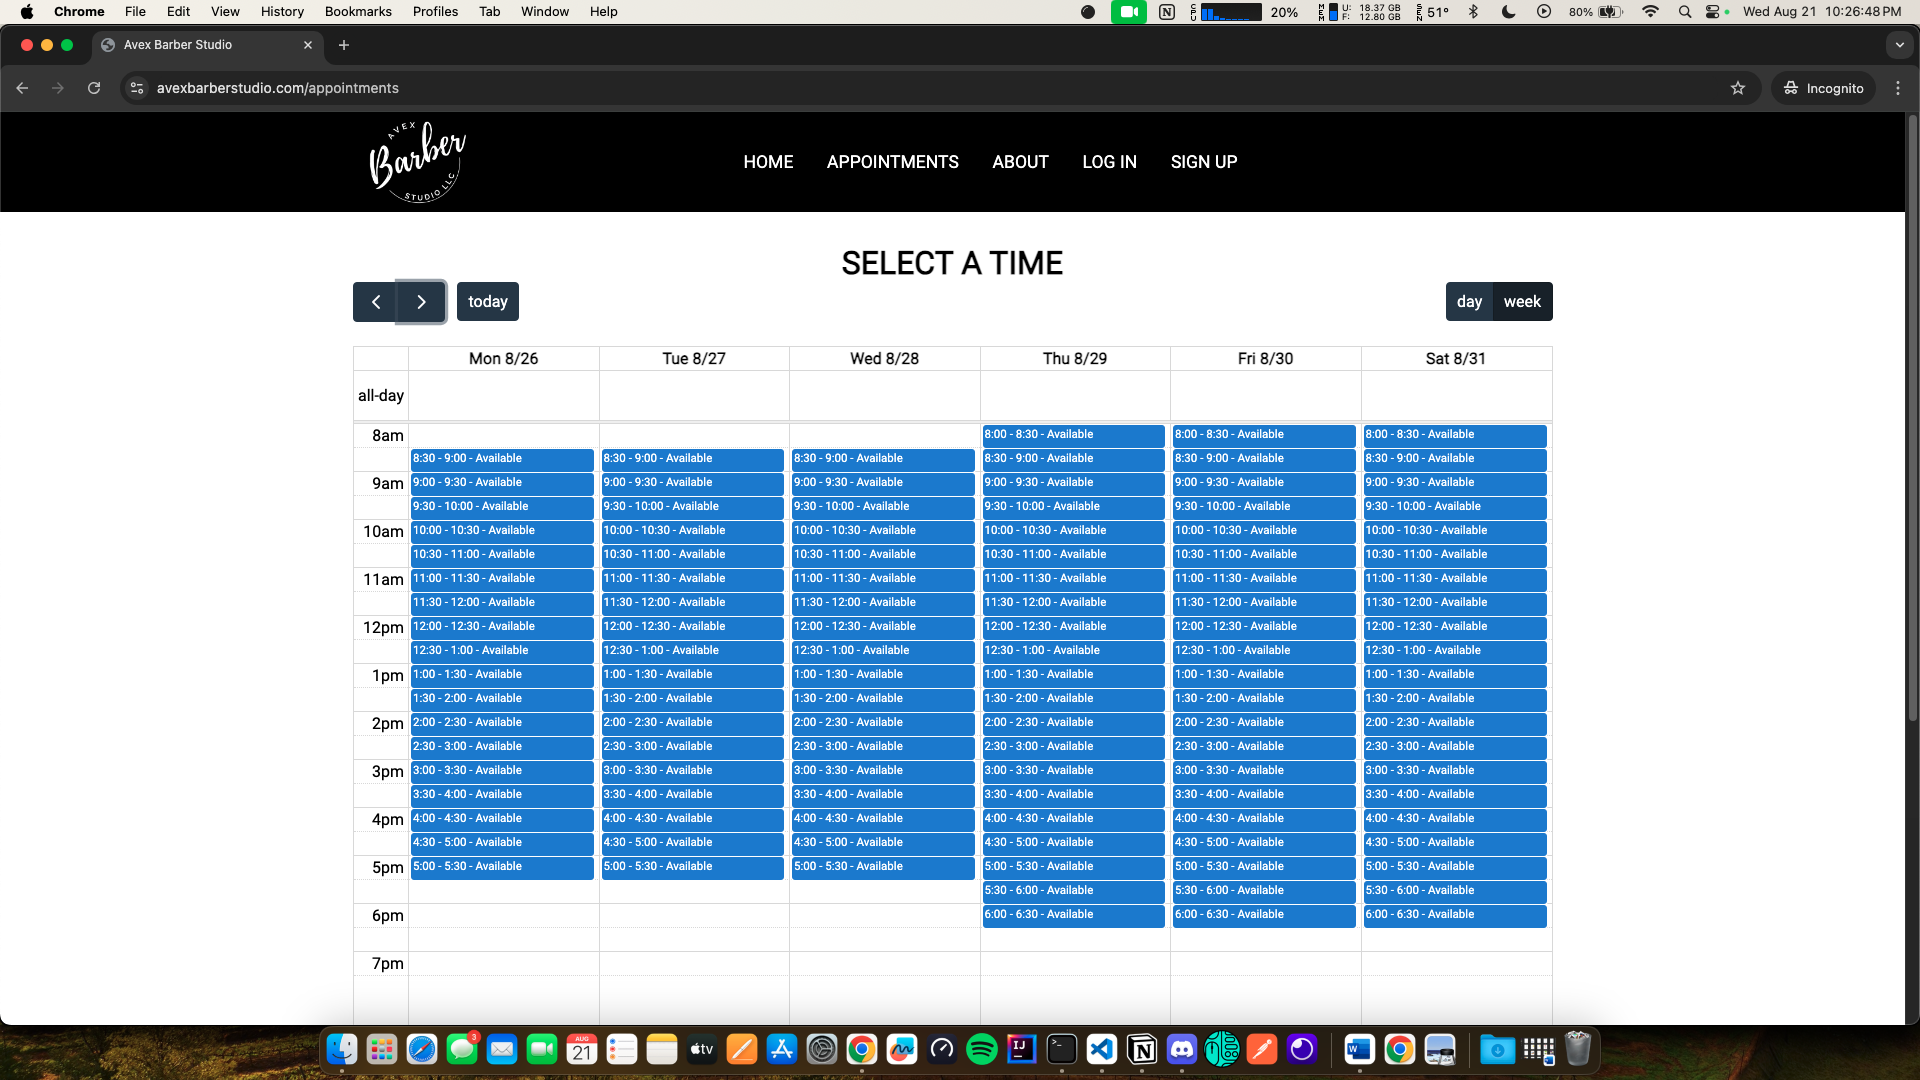 Chrome File Edit View History Bookmarks Profiles Tab Window Help 20% U: 18.37 GB F: 12.80 GB 51° 80% Wed Aug 21 10:26:48 PM
Avex Barber Studio
avexbarberstudio.com/appointments Incognito
AVEX
Barber
STUDIO LLC
HOME APPOINTMENTS ABOUT LOG IN SIGN UP
SELECT A TIME
today day week
Mon 8/26 Tue 8/27 Wed 8/28 Thu 8/29 Fri 8/30 Sat 8/31
all-day
8am 8:00 - 8:30 - Available 8:00 - 8:30 - Available 8:00 - 8:30 - Available
8:30 - 9:00 - Available 8:30 - 9:00 - Available 8:30 - 9:00 - Available 8:30 - 9:00 - Available 8:30 - 9:00 - Available 8:30 - 9:00 - Available
9am 9:00 - 9:30 - Available 9:00 - 9:30 - Available 9:00 - 9:30 - Available 9:00 - 9:30 - Available 9:00 - 9:30 - Available 9:00 - 9:30 - Available
9:30 - 10:00 - Available 9:30 - 10:00 - Available 9:30 - 10:00 - Available 9:30 - 10:00 - Available 9:30 - 10:00 - Available 9:30 - 10:00 - Available
10am 10:00 - 10:30 - Available 10:00 - 10:30 - Available 10:00 - 10:30 - Available 10:00 - 10:30 - Available 10:00 - 10:30 - Available 10:00 - 10:30 - Available
10:30 - 11:00 - Available 10:30 - 11:00 - Available 10:30 - 11:00 - Available 10:30 - 11:00 - Available 10:30 - 11:00 - Available 10:30 - 11:00 - Available
11am 11:00 - 11:30 - Available 11:00 - 11:30 - Available 11:00 - 11:30 - Available 11:00 - 11:30 - Available 11:00 - 11:30 - Available 11:00 - 11:30 - Available
11:30 - 12:00 - Available 11:30 - 12:00 - Available 11:30 - 12:00 - Available 11:30 - 12:00 - Available 11:30 - 12:00 - Available 11:30 - 12:00 - Available
12pm 12:00 - 12:30 - Available 12:00 - 12:30 - Available 12:00 - 12:30 - Available 12:00 - 12:30 - Available 12:00 - 12:30 - Available 12:00 - 12:30 - Available
12:30 - 1:00 - Available 12:30 - 1:00 - Available 12:30 - 1:00 - Available 12:30 - 1:00 - Available 12:30 - 1:00 - Available 12:30 - 1:00 - Available
1pm 1:00 - 1:30 - Available 1:00 - 1:30 - Available 1:00 - 1:30 - Available 1:00 - 1:30 - Available 1:00 - 1:30 - Available 1:00 - 1:30 - Available
1:30 - 2:00 - Available 1:30 - 2:00 - Available 1:30 - 2:00 - Available 1:30 - 2:00 - Available 1:30 - 2:00 - Available 1:30 - 2:00 - Available
2pm 2:00 - 2:30 - Available 2:00 - 2:30 - Available 2:00 - 2:30 - Available 2:00 - 2:30 - Available 2:00 - 2:30 - Available 2:00 - 2:30 - Available
2:30 - 3:00 - Available 2:30 - 3:00 - Available 2:30 - 3:00 - Available 2:30 - 3:00 - Available 2:30 - 3:00 - Available 2:30 - 3:00 - Available
3pm 3:00 - 3:30 - Available 3:00 - 3:30 - Available 3:00 - 3:30 - Available 3:00 - 3:30 - Available 3:00 - 3:30 - Available 3:00 - 3:30 - Available
3:30 - 4:00 - Available 3:30 - 4:00 - Available 3:30 - 4:00 - Available 3:30 - 4:00 - Available 3:30 - 4:00 - Available 3:30 - 4:00 - Available
4pm 4:00 - 4:30 - Available 4:00 - 4:30 - Available 4:00 - 4:30 - Available 4:00 - 4:30 - Available 4:00 - 4:30 - Available 4:00 - 4:30 - Available
4:30 - 5:00 - Available 4:30 - 5:00 - Available 4:30 - 5:00 - Available 4:30 - 5:00 - Available 4:30 - 5:00 - Available 4:30 - 5:00 - Available
5pm 5:00 - 5:30 - Available 5:00 - 5:30 - Available 5:00 - 5:30 - Available 5:00 - 5:30 - Available 5:00 - 5:30 - Available 5:00 - 5:30 - Available
5:30 - 6:00 - Available 5:30 - 6:00 - Available 5:30 - 6:00 - Available
6pm 6:00 - 6:30 - Available 6:00 - 6:30 - Available 6:00 - 6:30 - Available
7pm
3 AUG 21 tv IJ